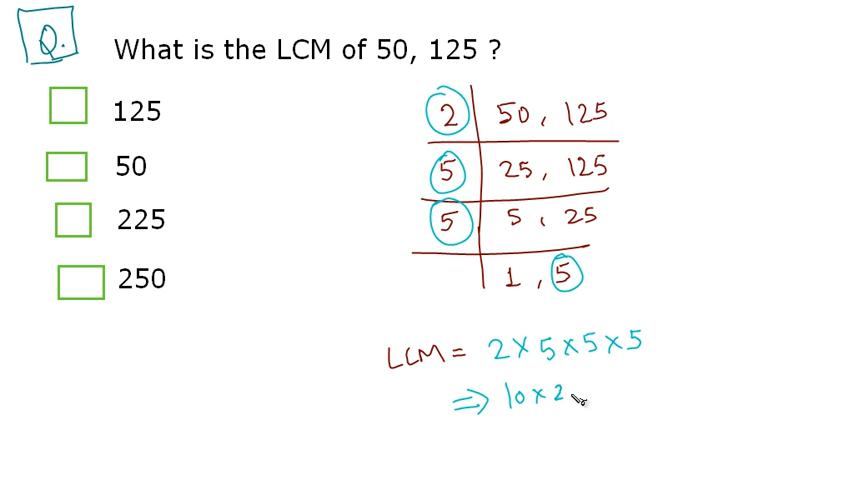 Q.
What is the LCM of 50, 125 ?
125
50
225
250
2 50, 125
5 25, 125
5 5, 25
1, 5
LCM = 2 × 5 × 5 × 5
⇒ 10 × 2